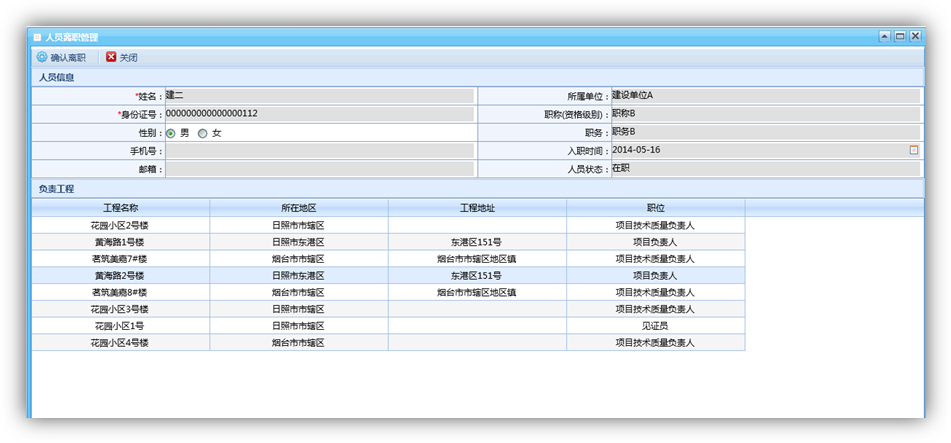 人员离职管理
确认离职 关闭
人员信息
*姓名： 建二 所属单位： 建设单位A
*身份证号： 000000000000000112 职称(资格级别)： 职称B
性别： 男 女 职务： 职务B
手机号： 入职时间： 2014-05-16
邮箱： 人员状态： 在职
负责工程
工程名称 所在地区 工程地址 职位
花园小区2号楼 日照市市辖区 项目技术质量负责人
黄海路1号楼 日照市东港区 东港区151号 项目负责人
茗筑美嘉7#楼 烟台市市辖区 烟台市市辖区地区镇 项目技术质量负责人
黄海路2号楼 日照市东港区 东港区151号 项目负责人
茗筑美嘉8#楼 烟台市市辖区 烟台市市辖区地区镇 项目技术质量负责人
花园小区3号楼 日照市市辖区 项目技术质量负责人
花园小区1号 日照市市辖区 见证员
花园小区4号楼 烟台市市辖区 项目技术质量负责人